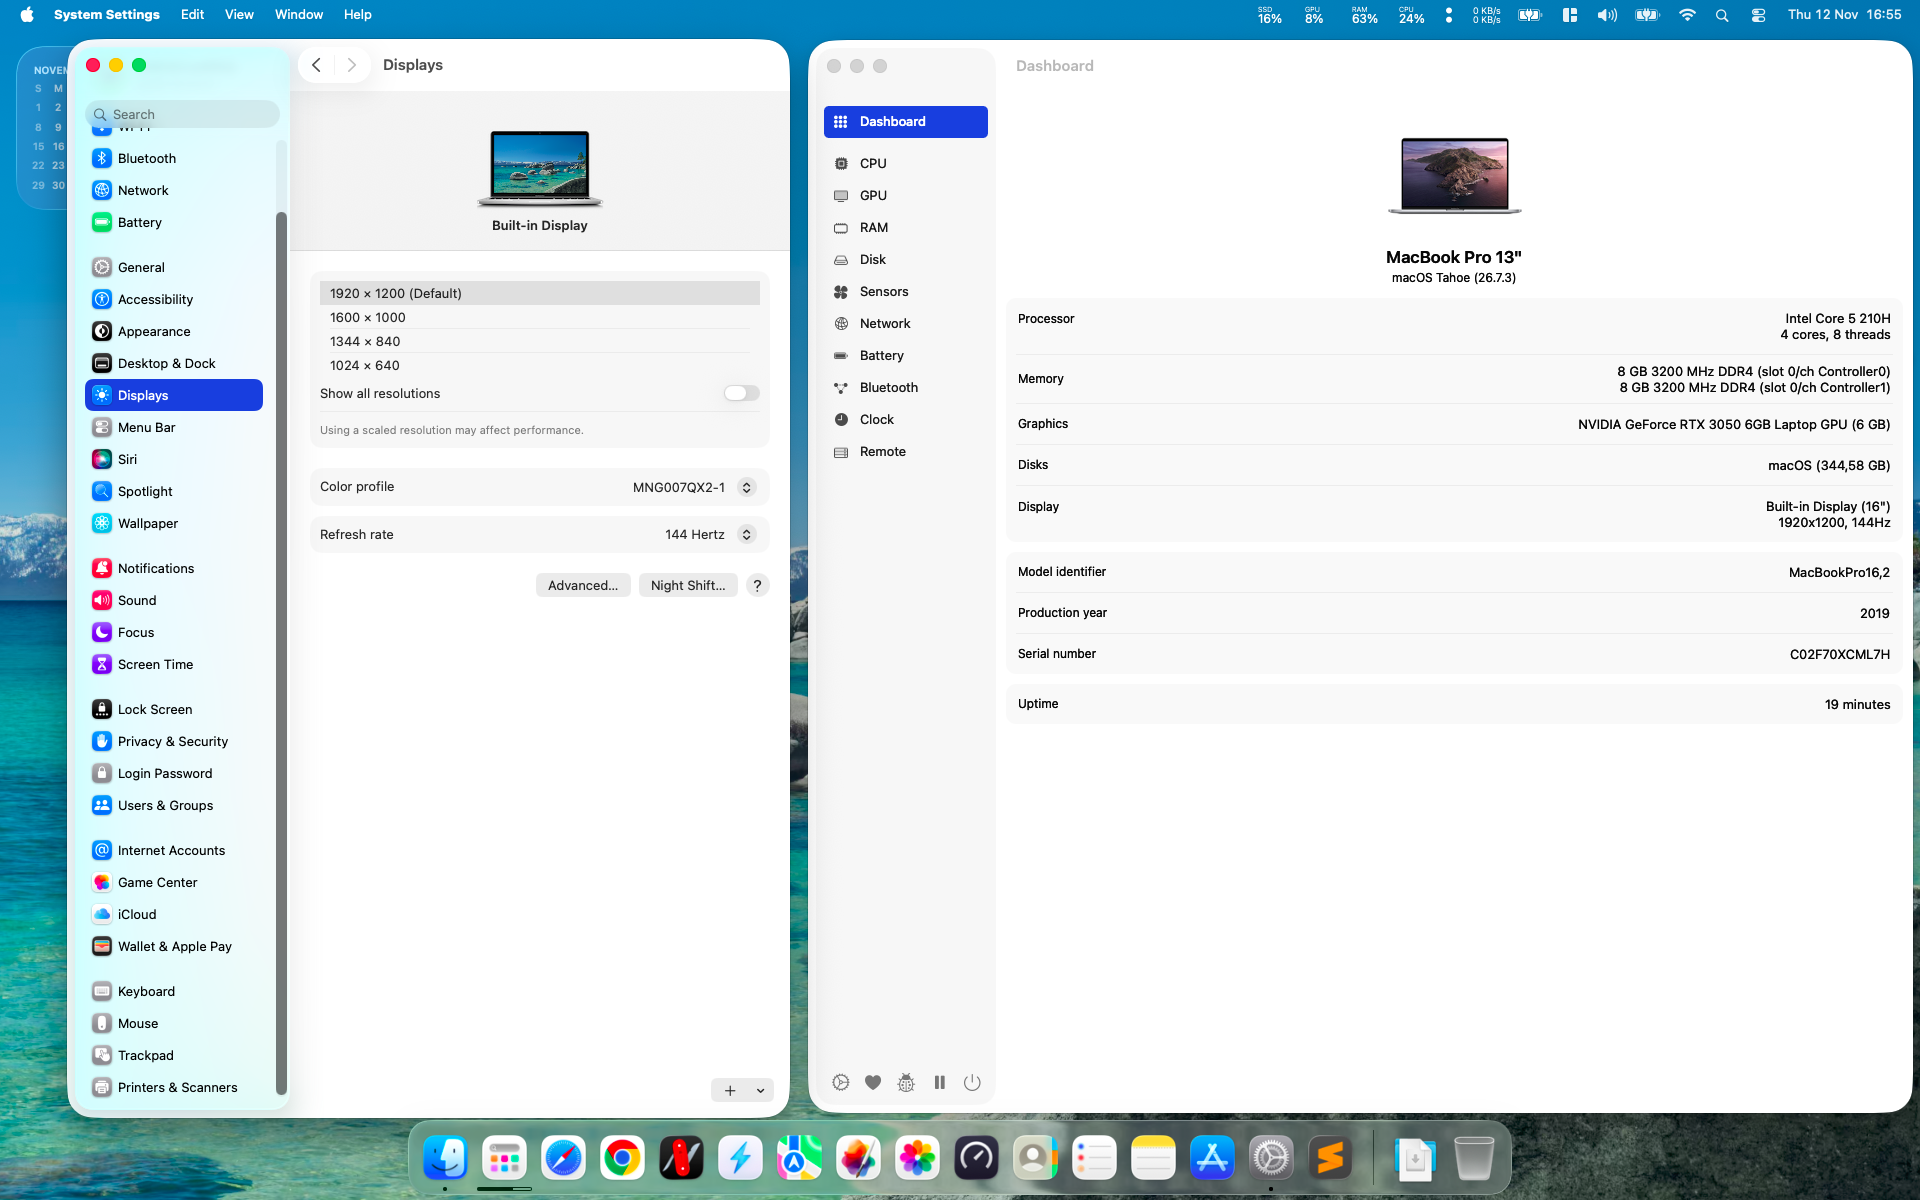 System Settings Edit View Window Help
SSD 16% GPU 8% RAM 63% CPU 24% 0 KB/s 0 KB/s Thu 12 Nov 16:55
S M
1 2
8 9
15 16
22 23
29 30
Search
Bluetooth
Network
Battery
General
Accessibility
Appearance
Desktop & Dock
Displays
Menu Bar
Siri
Spotlight
Wallpaper
Notifications
Sound
Focus
Screen Time
Lock Screen
Privacy & Security
Login Password
Users & Groups
Internet Accounts
Game Center
iCloud
Wallet & Apple Pay
Keyboard
Mouse
Trackpad
Printers & Scanners
Displays
Built-in Display
1920 × 1200 (Default)
1600 × 1000
1344 × 840
1024 × 640
Show all resolutions
Using a scaled resolution may affect performance.
Color profile MNG007QX2-1
Refresh rate 144 Hertz
Advanced... Night Shift... ?
Dashboard
CPU
GPU
RAM
Disk
Sensors
Network
Battery
Bluetooth
Clock
Remote
Dashboard
MacBook Pro 13"
macOS Tahoe (26.7.3)
Processor Intel Core 5 210H
4 cores, 8 threads
Memory 8 GB 3200 MHz DDR4 (slot 0/ch Controller0)
8 GB 3200 MHz DDR4 (slot 0/ch Controller1)
Graphics NVIDIA GeForce RTX 3050 6GB Laptop GPU (6 GB)
Disks macOS (344,58 GB)
Display Built-in Display (16")
1920x1200, 144Hz
Model identifier MacBookPro16,2
Production year 2019
Serial number C02F70XCML7H
Uptime 19 minutes